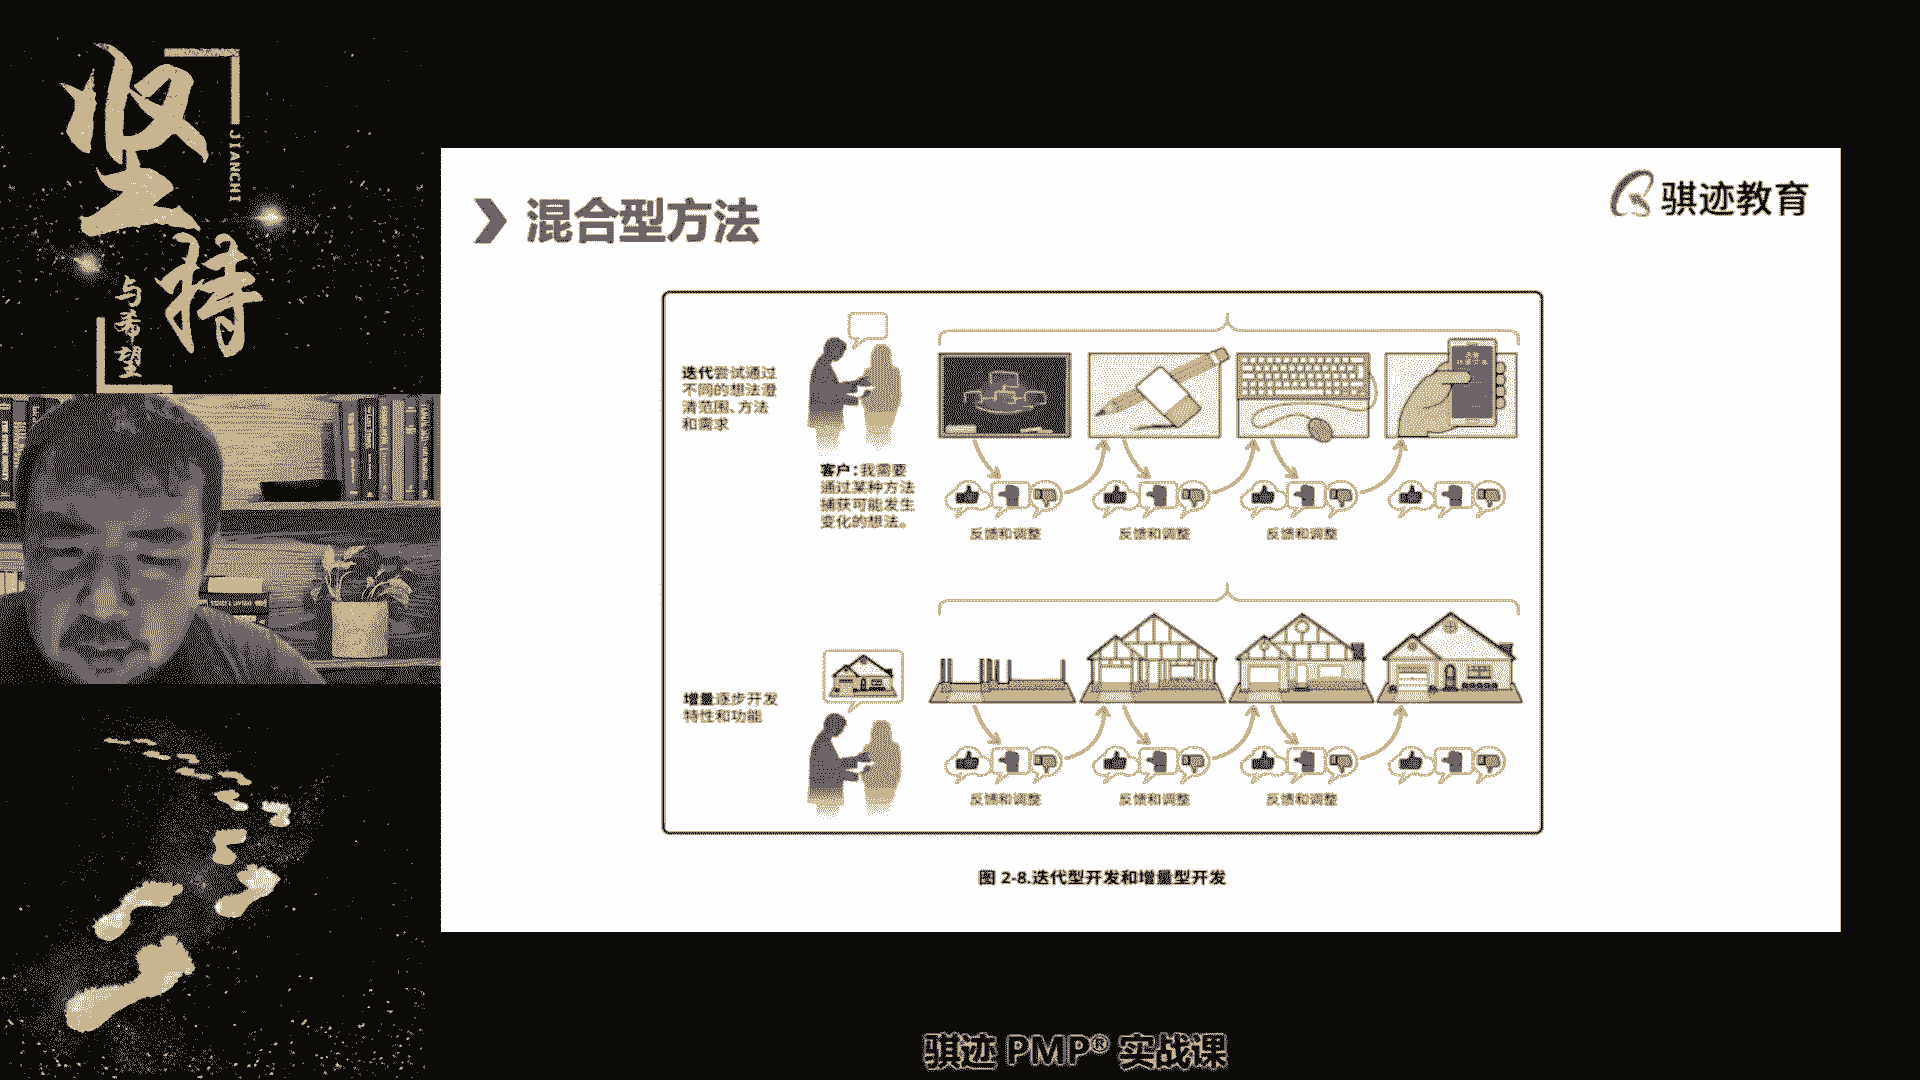 坚
JIANCHI
持
与希望
骐迹教育
混合型方法
迭代尝试通过
不同的想法澄
清范围、方法
和需求
客户：我需要
通过某种方法
捕获可能发生
变化的想法。
反馈和调整
反馈和调整
反馈和调整
增量逐步开发
特性和功能
反馈和调整
反馈和调整
反馈和调整
图 2-8.迭代型开发和增量型开发
骐迹 PMP® 实战课